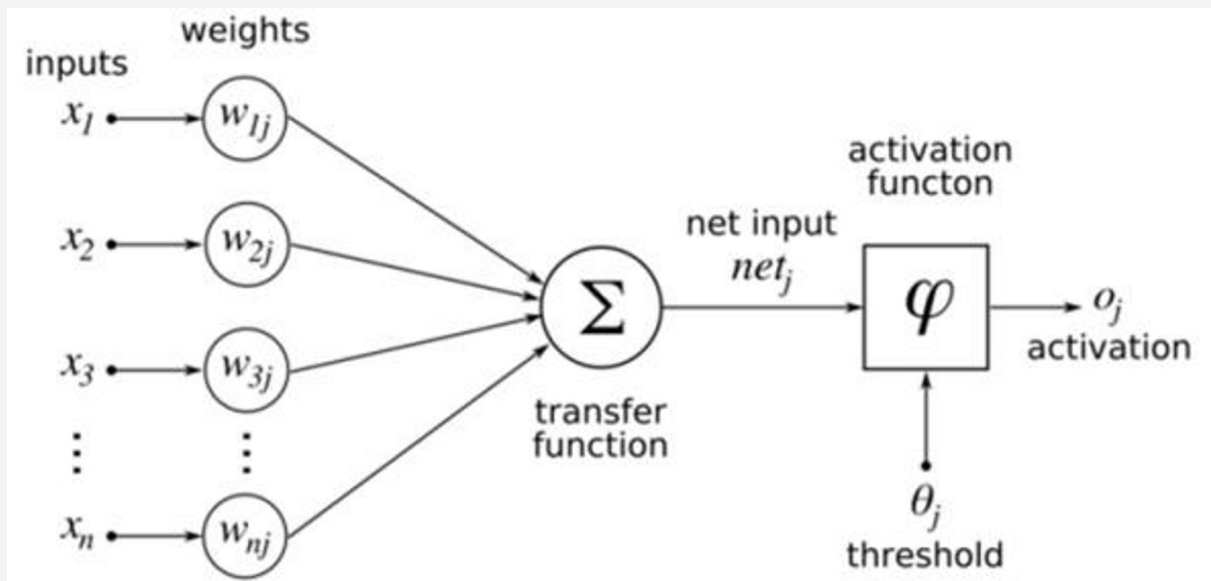 weights
inputs
x1
w1j
x2
w2j
x3
w3j
⋮
⋮
xn
wnj
Σ
transfer
function
net input
netj
activation
functon
φ
oj
activation
θj
threshold